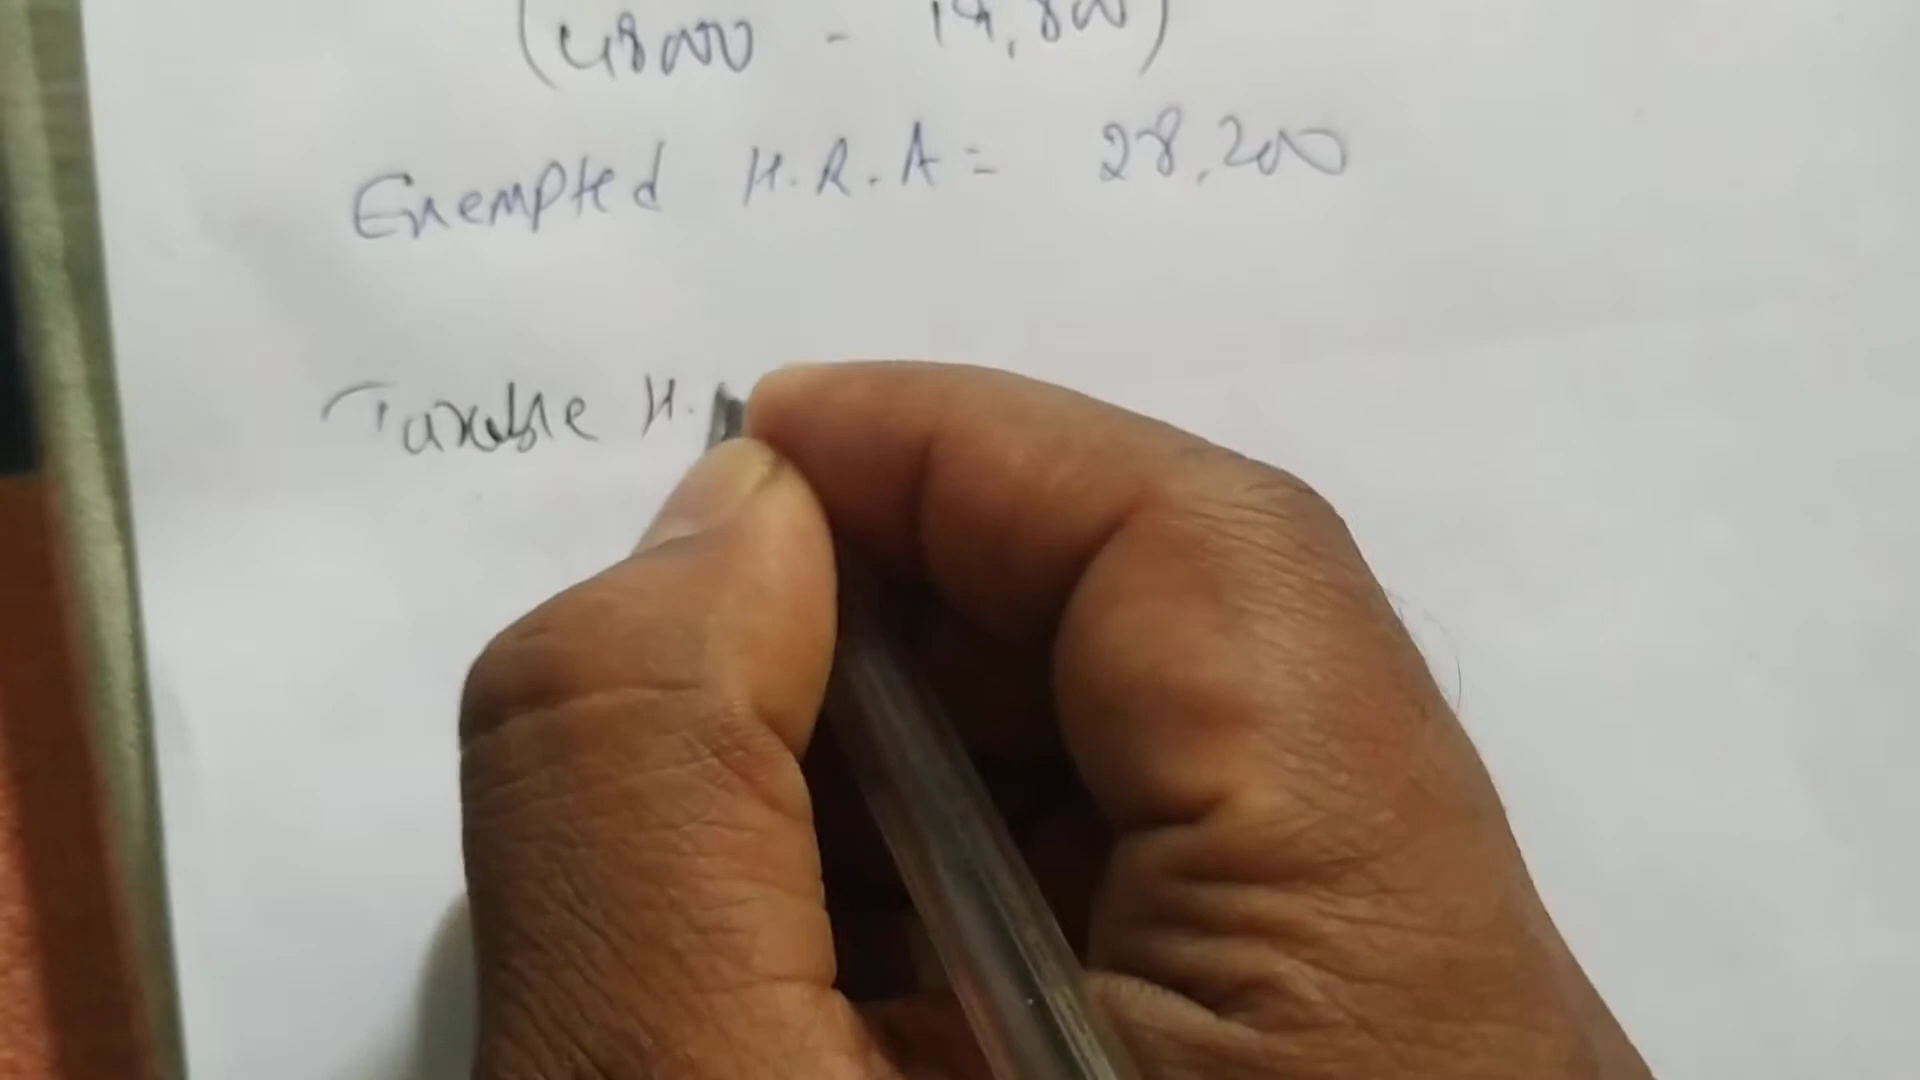 (48000 - 19,800)
Exempted H.R.A = 28,200
Taxable H.